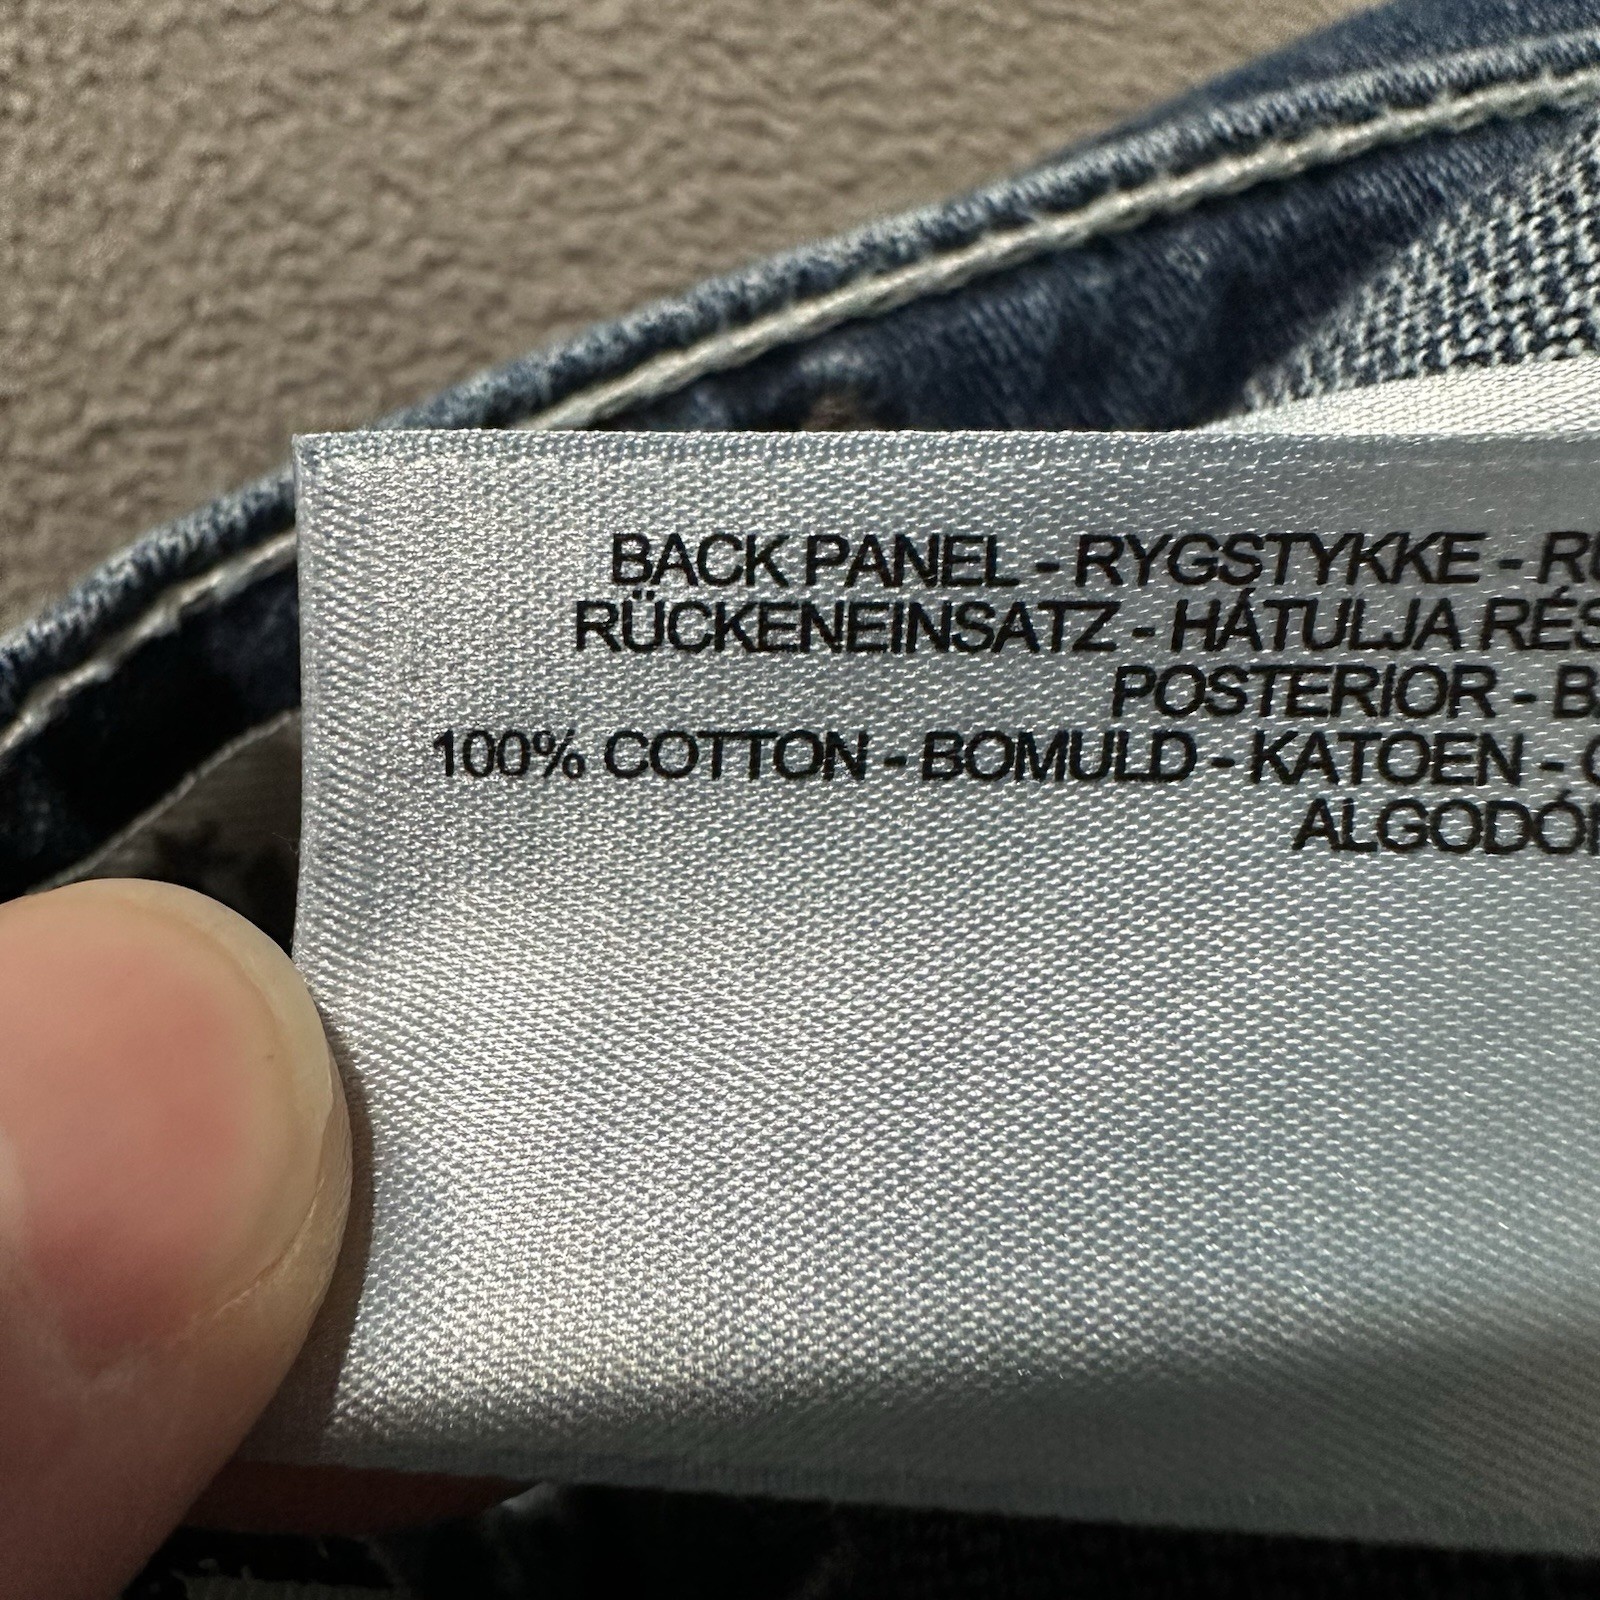 BACK PANEL - RYGSTYKKE -
RÜCKENEINSATZ - HÁTULJA
POSTERIOR -
100% COTTON - BOMULD - KATOEN -